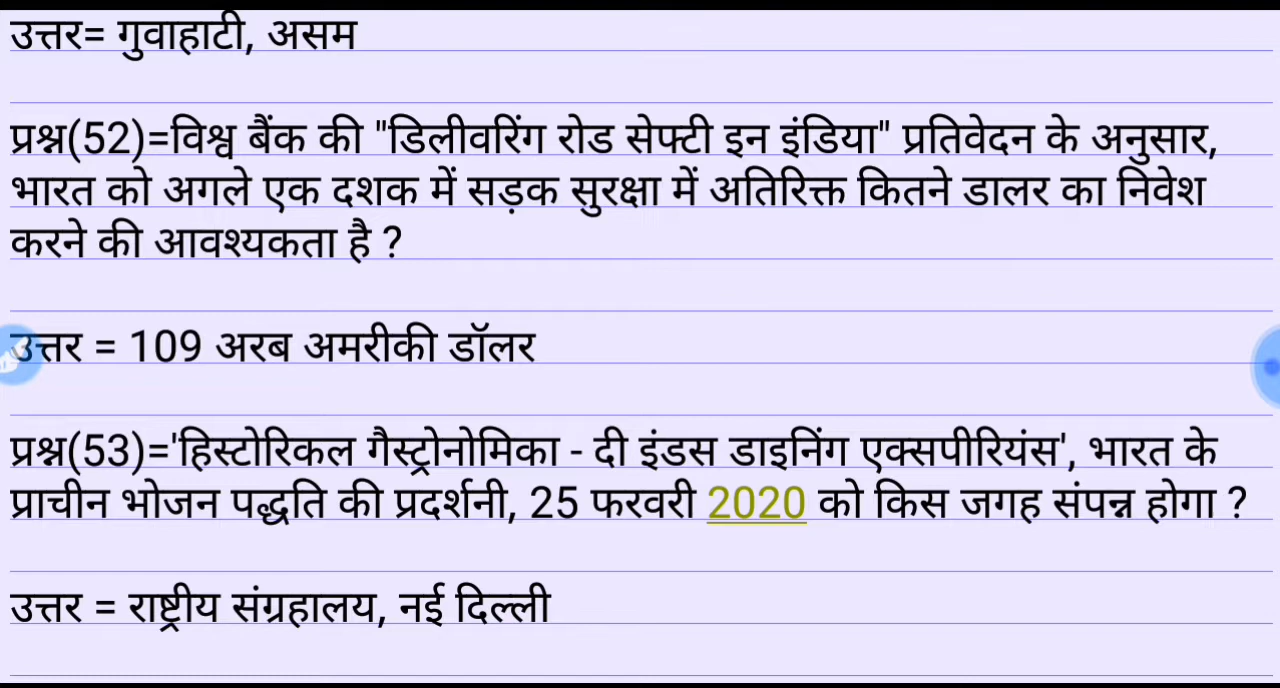 उत्तर= गुवाहाटी, असम
प्रश्न(52)=विश्व बैंक की "डिलीवरिंग रोड सेफ्टी इन इंडिया" प्रतिवेदन के अनुसार,
भारत को अगले एक दशक में सड़क सुरक्षा में अतिरिक्त कितने डालर का निवेश
करने की आवश्यकता है ?
उत्तर = 109 अरब अमरीकी डॉलर
प्रश्न(53)='हिस्टोरिकल गैस्ट्रोनोमिका - दी इंडस डाइनिंग एक्सपीरियंस', भारत के
प्राचीन भोजन पद्धति की प्रदर्शनी, 25 फरवरी 2020 को किस जगह संपन्न होगा ?
उत्तर = राष्ट्रीय संग्रहालय, नई दिल्ली